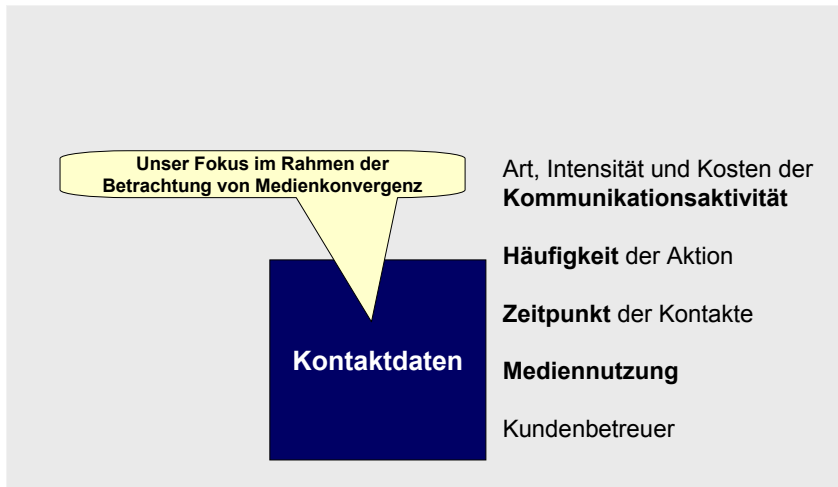 Unser Fokus im Rahmen der
Betrachtung von Medienkonvergenz
Kontaktdaten
Art, Intensität und Kosten der
Kommunikationsaktivität
Häufigkeit der Aktion
Zeitpunkt der Kontakte
Mediennutzung
Kundenbetreuer